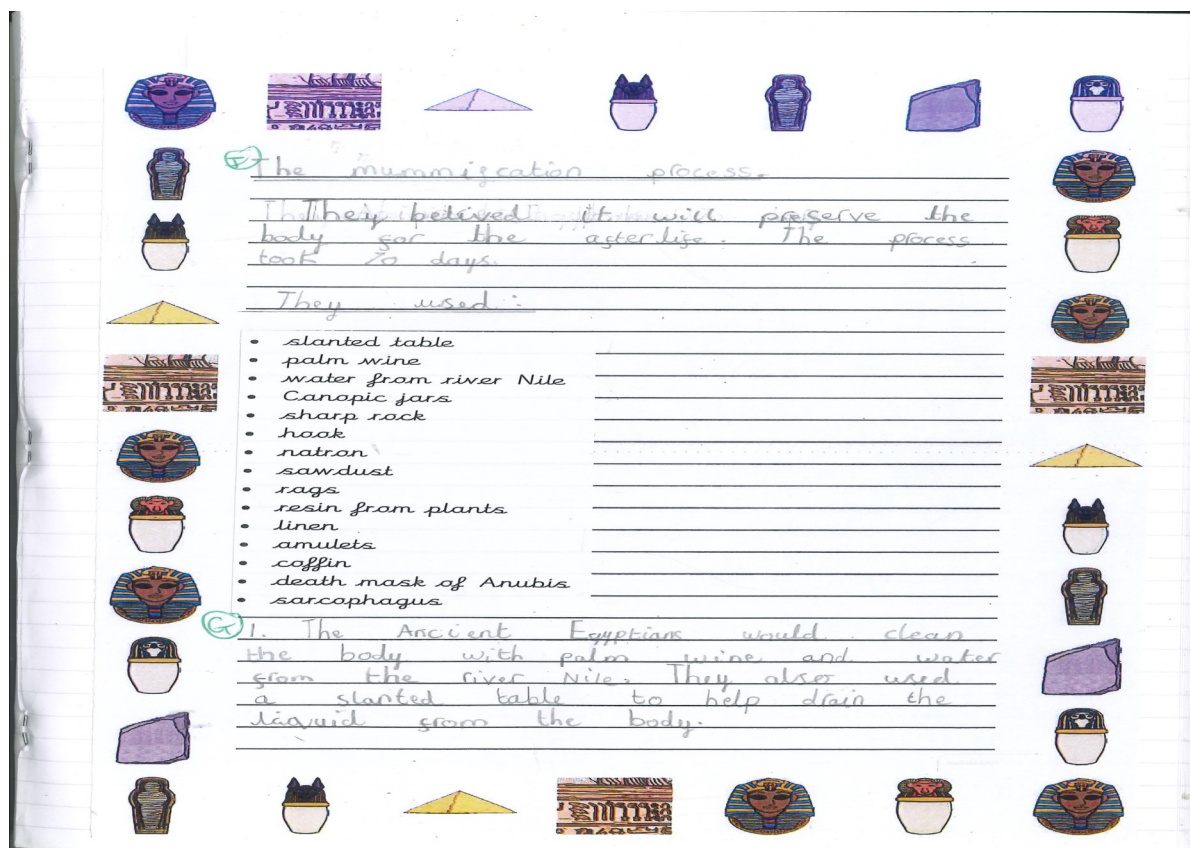 I
The mummifcation process.
They belived it will preserve the
body for the afterlife. The process
took 70 days.
They used:
• slanted table
• palm wine
• water from river Nile
• Canopic jars
• sharp rock
• hook
• natron
• sawdust
• rags
• resin from plants
• linen
• amulets
• coffin
• death mask of Anubis
• sarcophagus
G
1. The Ancient Egyptians would clean
the body with palm wine and water
from the river Nile. They also used
a slanted table to help drain the
liquid from the body.